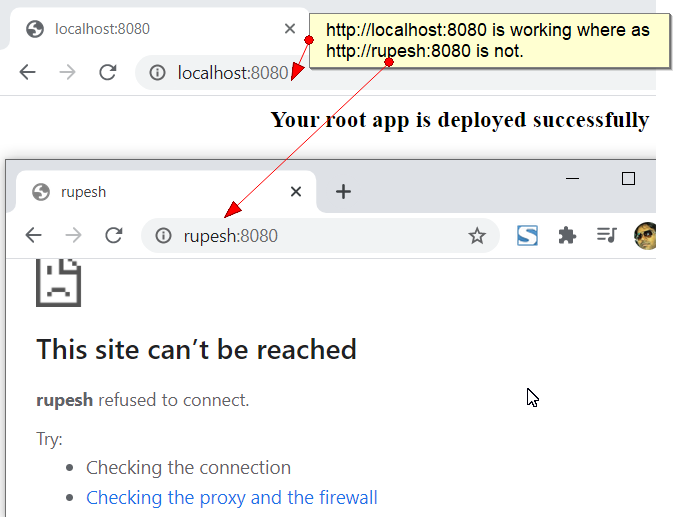 localhost:8080
http://localhost:8080 is working where as
http://rupesh:8080 is not.
localhost:8080
Your root app is deployed successfully
rupesh
rupesh:8080
This site can’t be reached
rupesh refused to connect.
Try:
Checking the connection
Checking the proxy and the firewall